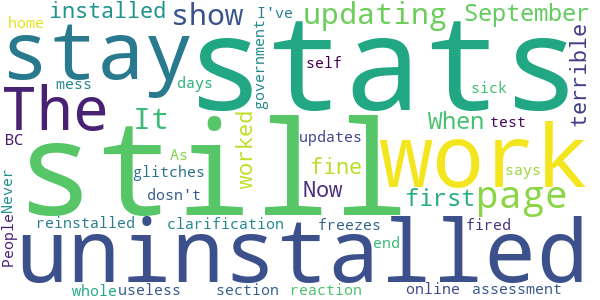 home installed show I've updating September
stay stats
government self terrible
mess days sick
The It worked When test
BC still updates work
As fine says
glitches
dosn't Now first page
People Never
reinstalled clarification freezes fired
uninstalled end
whole useless section reaction online assessment